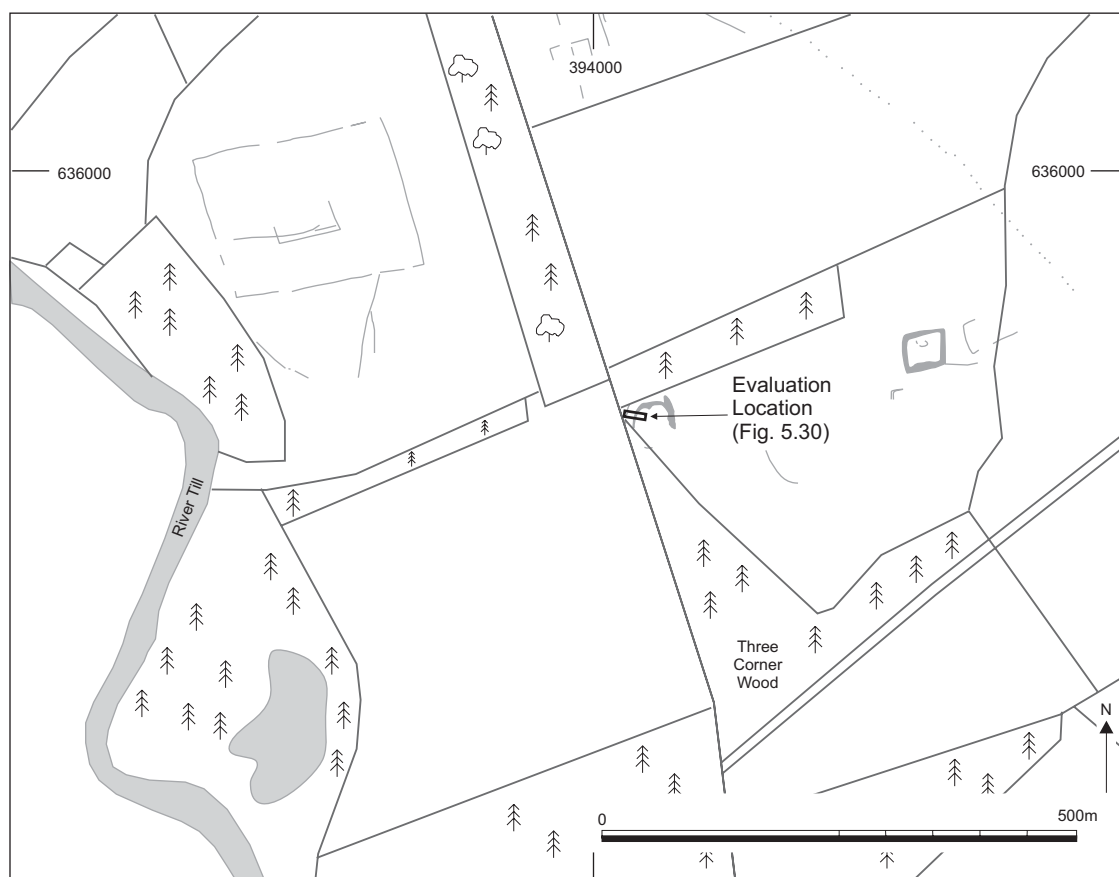 394000
636000
636000
Evaluation
Location
(Fig. 5.30)
River Till
Three
Corner
Wood
N
0
500m